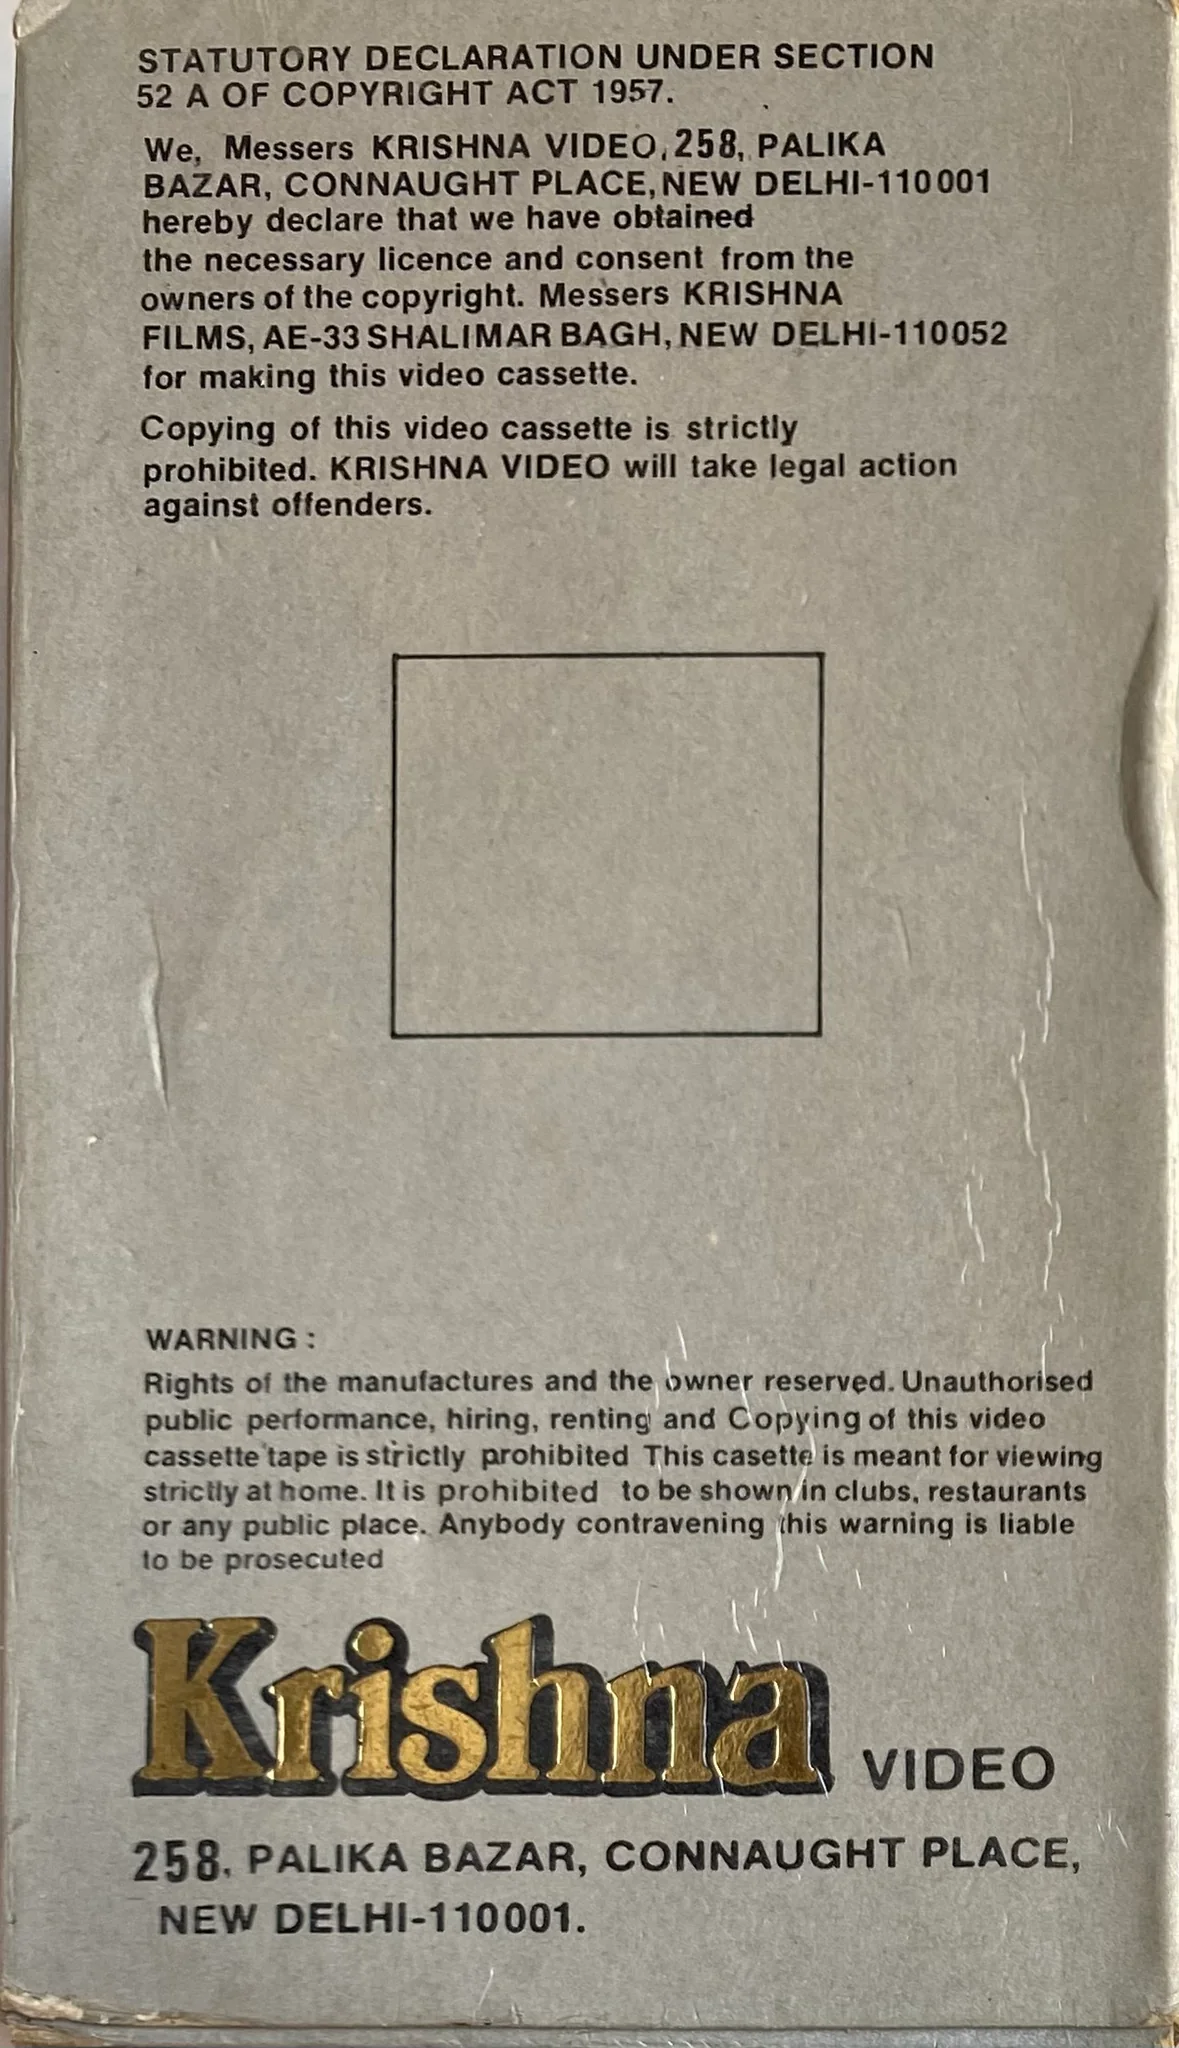 STATUTORY DECLARATION UNDER SECTION
52 A OF COPYRIGHT ACT 1957.
We, Messers KRISHNA VIDEO, 258, PALIKA
BAZAR, CONNAUGHT PLACE, NEW DELHI-110001
hereby declare that we have obtained
the necessary licence and consent from the
owners of the copyright. Messers KRISHNA
FILMS, AE-33 SHALIMAR BAGH, NEW DELHI-110052
for making this video cassette.
Copying of this video cassette is strictly
prohibited. KRISHNA VIDEO will take legal action
against offenders.
WARNING :
Rights of the manufactures and the owner reserved. Unauthorised
public performance, hiring, renting and Copying of this video
cassette tape is strictly prohibited This casette is meant for viewing
strictly at home. It is prohibited to be shown in clubs, restaurants
or any public place. Anybody contravening this warning is liable
to be prosecuted
Krishna VIDEO
258, PALIKA BAZAR, CONNAUGHT PLACE,
NEW DELHI-110001.